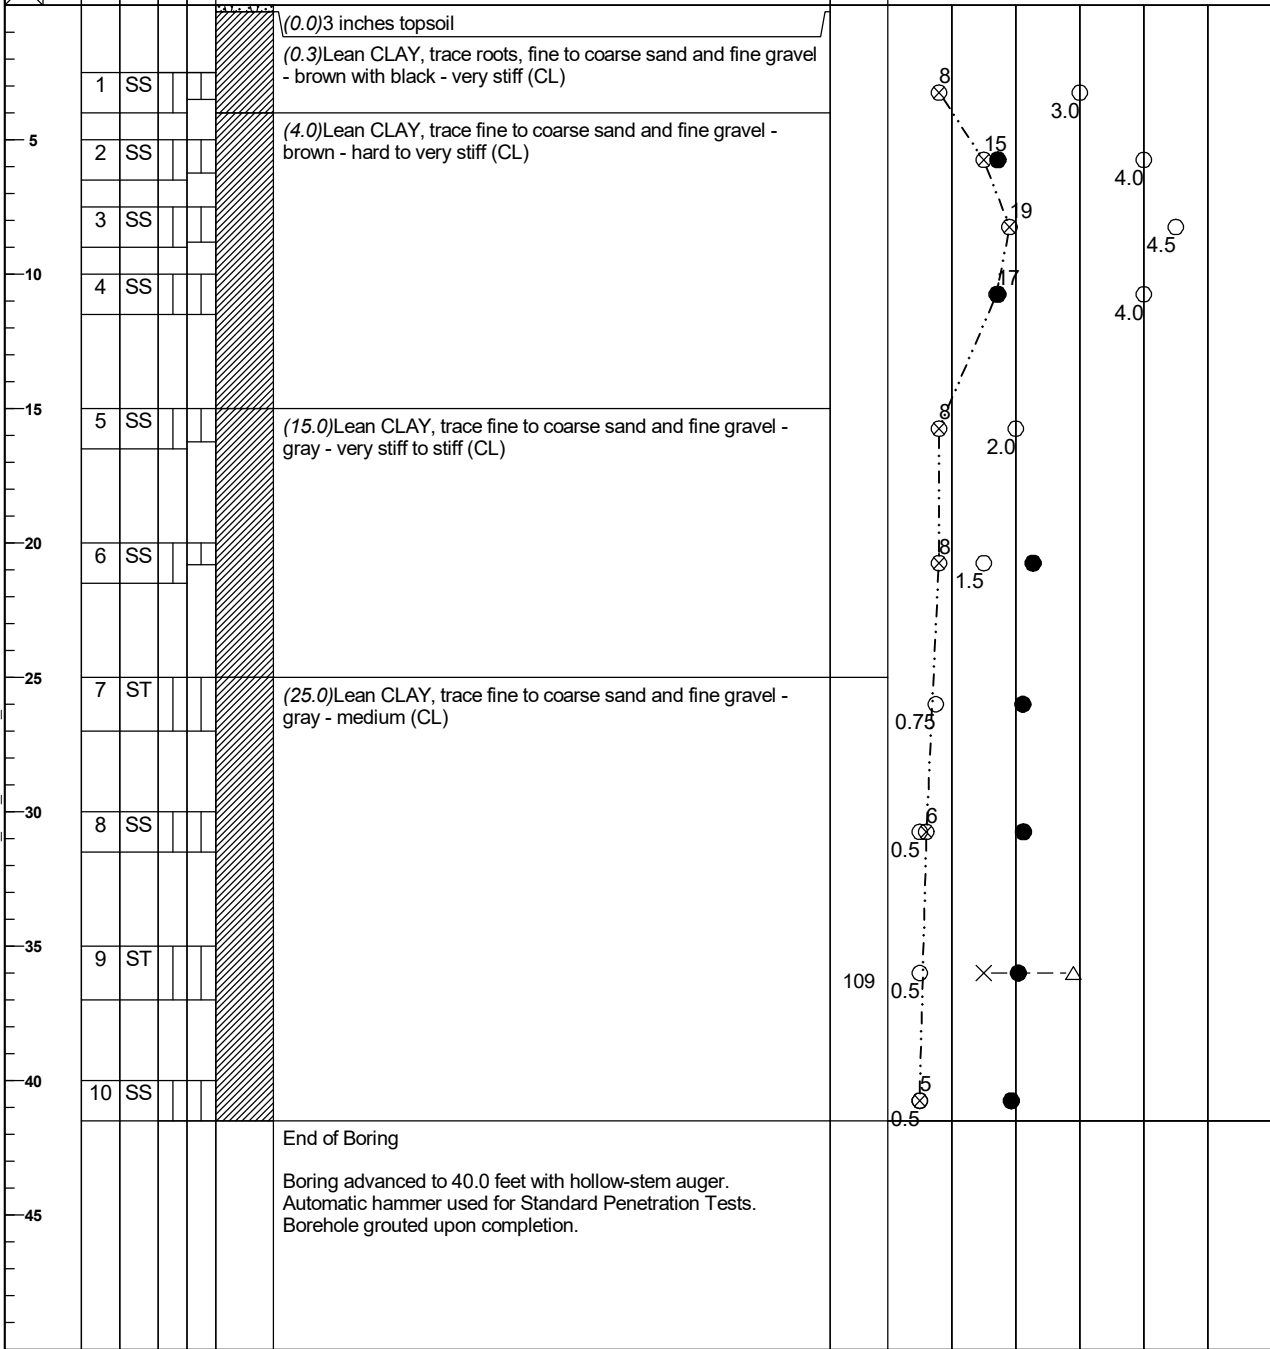 (0.0)3 inches topsoil
(0.3)Lean CLAY, trace roots, fine to coarse sand and fine gravel
- brown with black - very stiff (CL)
1 SS
8
3.0
5
(4.0)Lean CLAY, trace fine to coarse sand and fine gravel -
brown - hard to very stiff (CL)
2 SS
15
4.0
3 SS
19
4.5
10
4 SS
17
4.0
15
5 SS
(15.0)Lean CLAY, trace fine to coarse sand and fine gravel -
gray - very stiff to stiff (CL)
8
2.0
20
6 SS
8
1.5
25
7 ST
(25.0)Lean CLAY, trace fine to coarse sand and fine gravel -
gray - medium (CL)
0.75
30
8 SS
6
0.5
35
9 ST
109
0.5
40
10 SS
5
0.5
End of Boring
Boring advanced to 40.0 feet with hollow-stem auger.
Automatic hammer used for Standard Penetration Tests.
Borehole grouted upon completion.
45